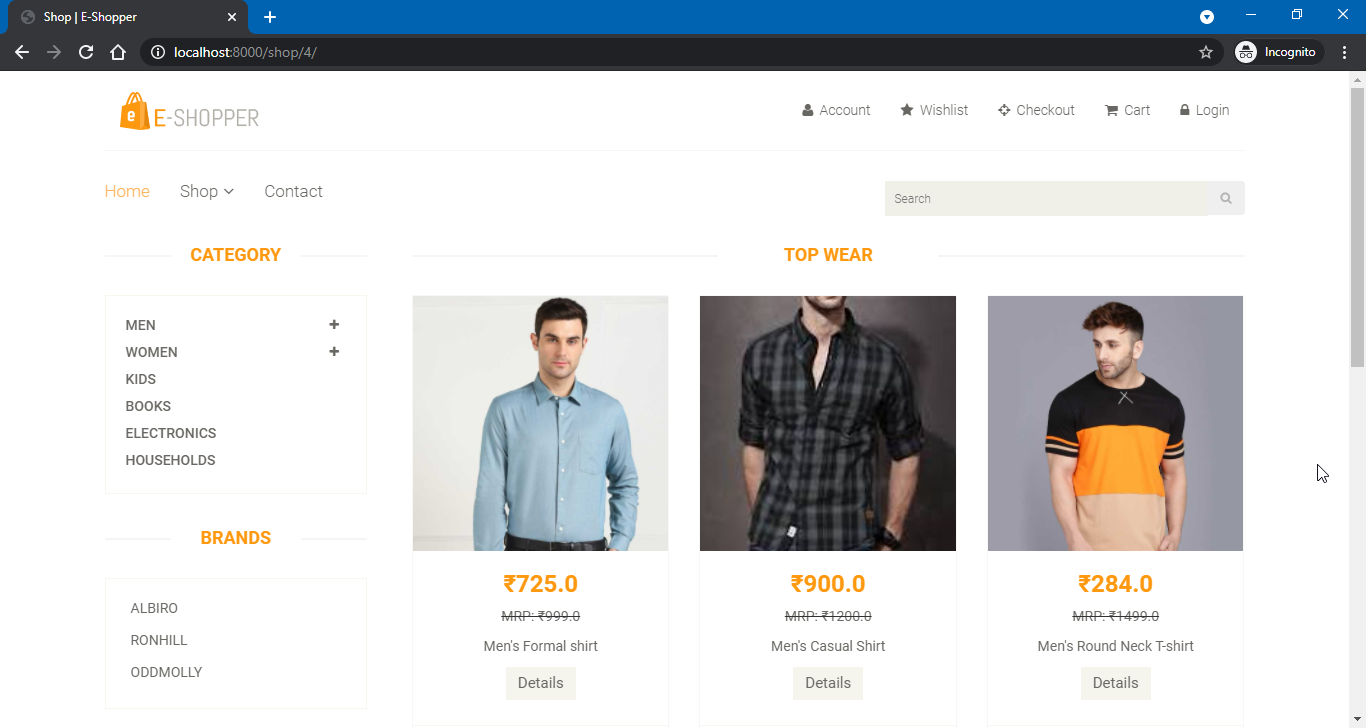 Shop | E-Shopper
localhost:8000/shop/4/
Incognito
e E-SHOPPER
Account Wishlist Checkout Cart Login
Home Shop Contact
Search
CATEGORY
MEN
WOMEN
KIDS
BOOKS
ELECTRONICS
HOUSEHOLDS
BRANDS
ALBIRO
RONHILL
ODDMOLLY
TOP WEAR
₹725.0
MRP: ₹999.0
Men's Formal shirt
Details
₹900.0
MRP: ₹1200.0
Men's Casual Shirt
Details
₹284.0
MRP: ₹1499.0
Men's Round Neck T-shirt
Details